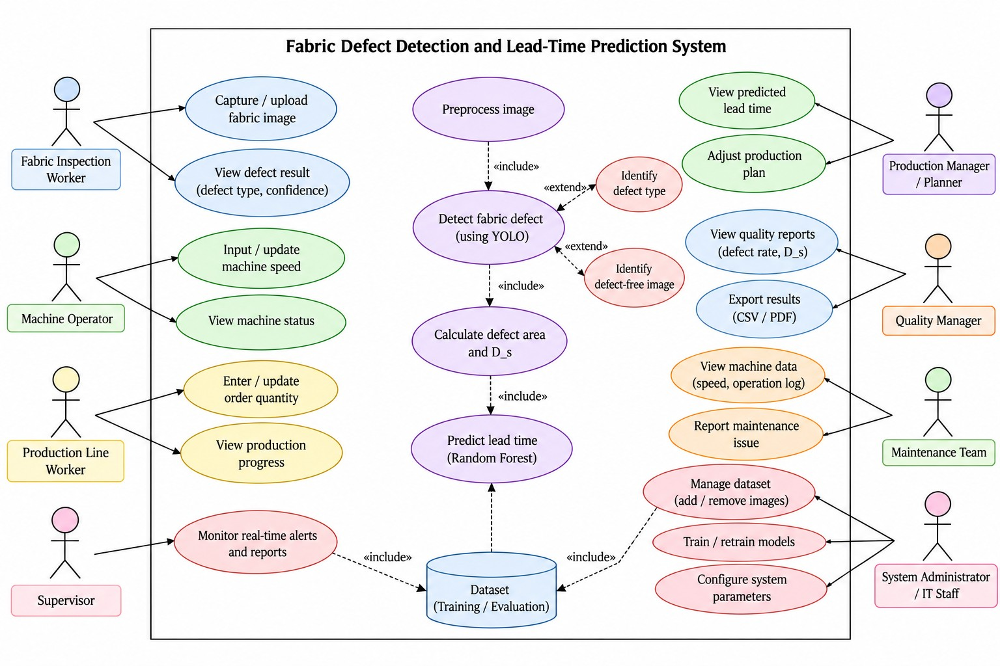 Fabric Defect Detection and Lead-Time Prediction System
Fabric Inspection
Worker
Machine Operator
Production Line
Worker
Supervisor
Capture / upload
fabric image
View defect result
(defect type, confidence)
Input / update
machine speed
View machine status
Enter / update
order quantity
View production
progress
Monitor real-time alerts
and reports
Preprocess image
«include»
Detect fabric defect
(using YOLO)
«extend»
Identify
defect type
«extend»
Identify
defect-free image
«include»
Calculate defect area
and D_s
«include»
Predict lead time
(Random Forest)
«include»
«include»
Dataset
(Training / Evaluation)
View predicted
lead time
Adjust production
plan
View quality reports
(defect rate, D_s)
Export results
(CSV / PDF)
View machine data
(speed, operation log)
Report maintenance
issue
Manage dataset
(add / remove images)
Train / retrain models
Configure system
parameters
Production Manager
/ Planner
Quality Manager
Maintenance Team
System Administrator
/ IT Staff